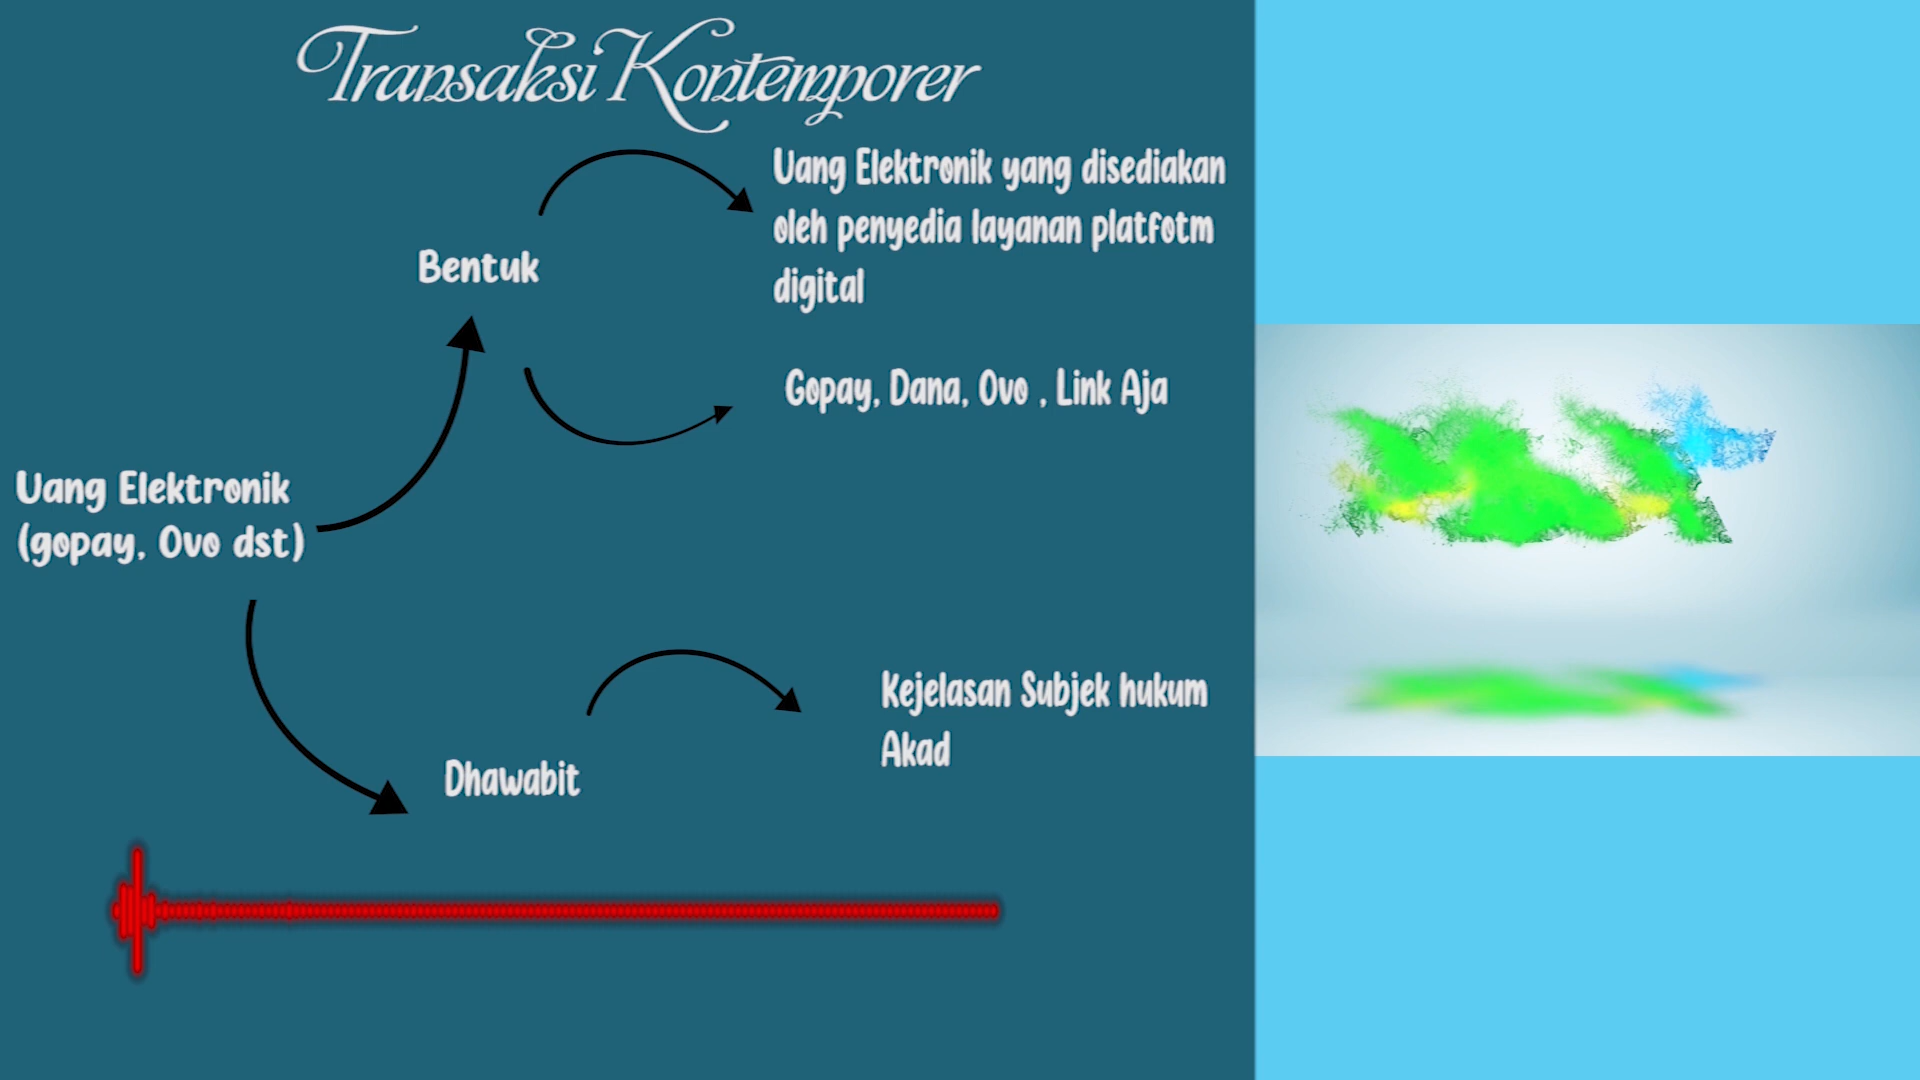 Transaksi Kontemporer
Uang Elektronik yang disediakan
oleh penyedia layanan platfotm
digital
Bentuk
Gopay, Dana, Ovo , Link Aja
Uang Elektronik
(gopay, Ovo dst)
Kejelasan Subjek hukum
Akad
Dhawabit